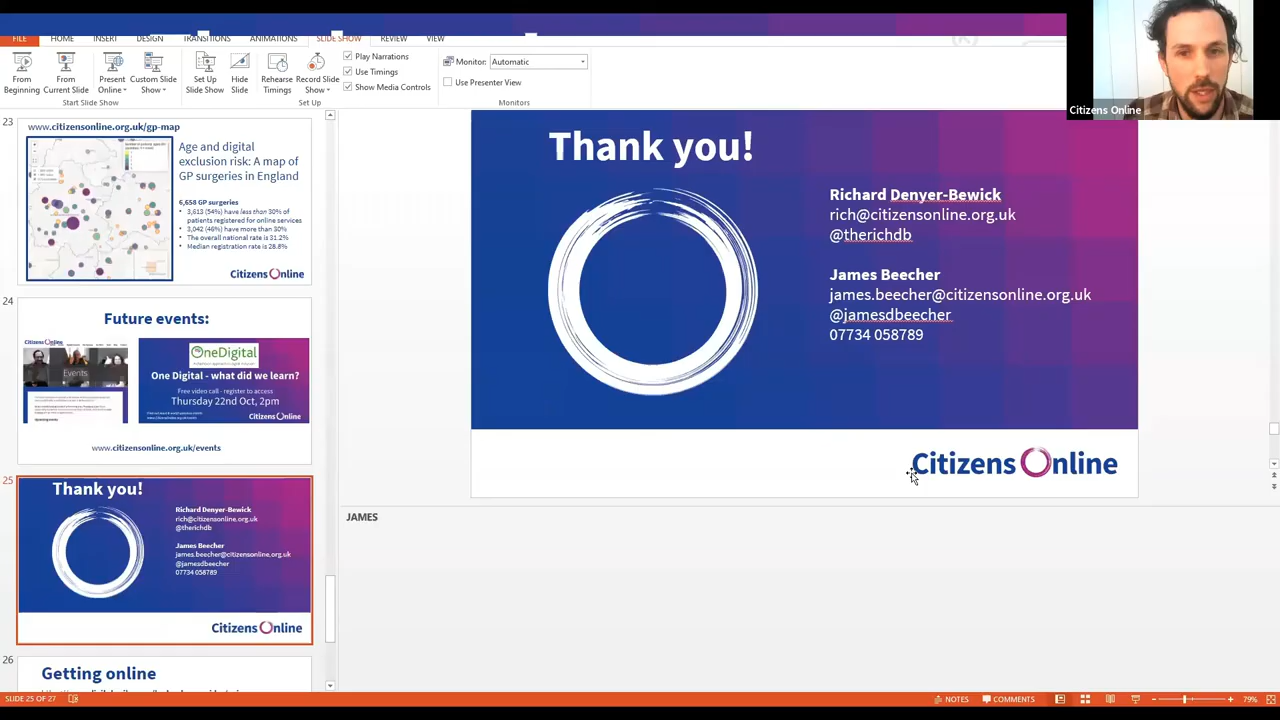 FILE HOME INSERT DESIGN TRANSITIONS ANIMATIONS SLIDE SHOW REVIEW VIEW
From Beginning
From Current Slide
Present Online
Custom Slide Show
Start Slide Show
Set Up Slide Show
Hide Slide
Rehearse Timings
Record Slide Show
Play Narrations
Use Timings
Show Media Controls
Set Up
Monitor: Automatic
Use Presenter View
Monitors
Citizens Online
23
www.citizensonline.org.uk/gp-map
Age and digital
exclusion risk: A map of
GP surgeries in England
6,658 GP surgeries
• 3,613 (54%) have less than 30% of
patients registered for online services
• 3,042 (46%) have more than 30%
• The overall national rate is 31.2%
• Median registration rate is 28.8%
Citizens Online
24
Future events:
Events
OneDigital
One Digital - what did we learn?
Free video call - register to access
Thursday 22nd Oct, 2pm
Citizens Online
www.citizensonline.org.uk/events
25
Thank you!
Richard Denyer-Bewick
rich@citizensonline.org.uk
@therichdb
James Beecher
james.beecher@citizensonline.org.uk
@jamesdbeecher
07734 058789
Citizens Online
26
Getting online
Thank you!
Richard Denyer-Bewick
rich@citizensonline.org.uk
@therichdb
James Beecher
james.beecher@citizensonline.org.uk
@jamesdbeecher
07734 058789
Citizens Online
JAMES
SLIDE 25 OF 27
NOTES
COMMENTS
79%